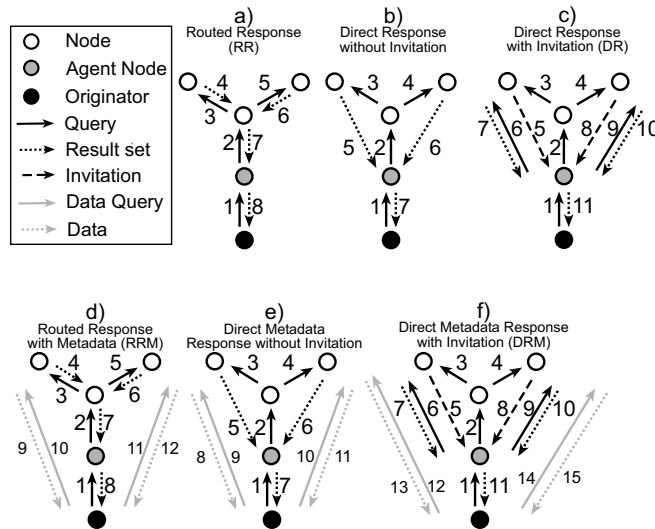 Node
Agent Node
Originator
Query
Result set
Invitation
Data Query
Data
a)
Routed Response
(RR)
4 5
3 6
2 7
1 8
b)
Direct Response
without Invitation
3 4
5 2 6
1 7
c)
Direct Response
with Invitation (DR)
3 4
7 6 5 8 9 10
2
1 11
d)
Routed Response
with Metadata (RRM)
4 5
3 6
2 7
9 10 11 12
1 8
e)
Direct Metadata
Response without Invitation
3 4
5 2 6
8 9 10 11
1 7
f)
Direct Metadata Response
with Invitation (DRM)
3 4
7 6 5 8 9 10
2
13 12 1 11 14 15